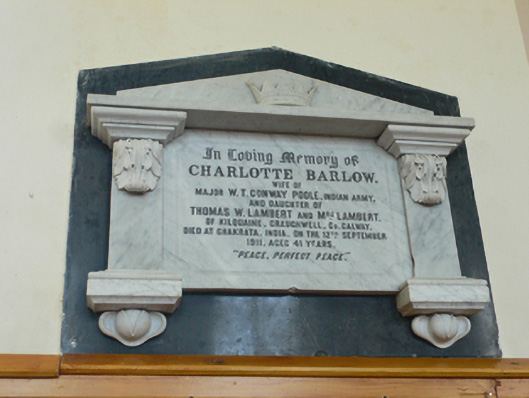 In Loving Memory of
CHARLOTTE BARLOW.
WIFE OF
MAJOR W.T. CONWAY POOLE, INDIAN ARMY,
AND DAUGHTER OF
THOMAS W. LAMBERT AND MRS LAMBERT.
OF KILQUAINE, CRAUGHWELL, CO. GALWAY.
DIED AT CHAKRATA, INDIA, ON THE 12TH SEPTEMBER
1911, AGED 41 YEARS.
"PEACE, PERFECT PEACE."